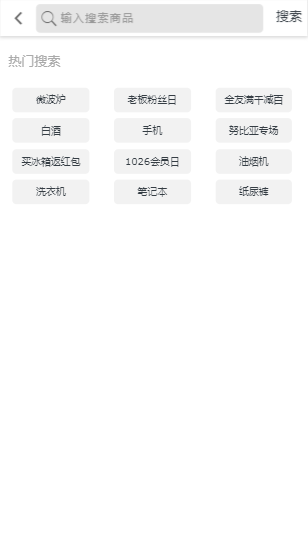 输入搜索商品 搜索
热门搜索
微波炉 老板粉丝日 全友满千减百
白酒 手机 努比亚专场
买冰箱返红包 1026会员日 油烟机
洗衣机 笔记本 纸尿裤